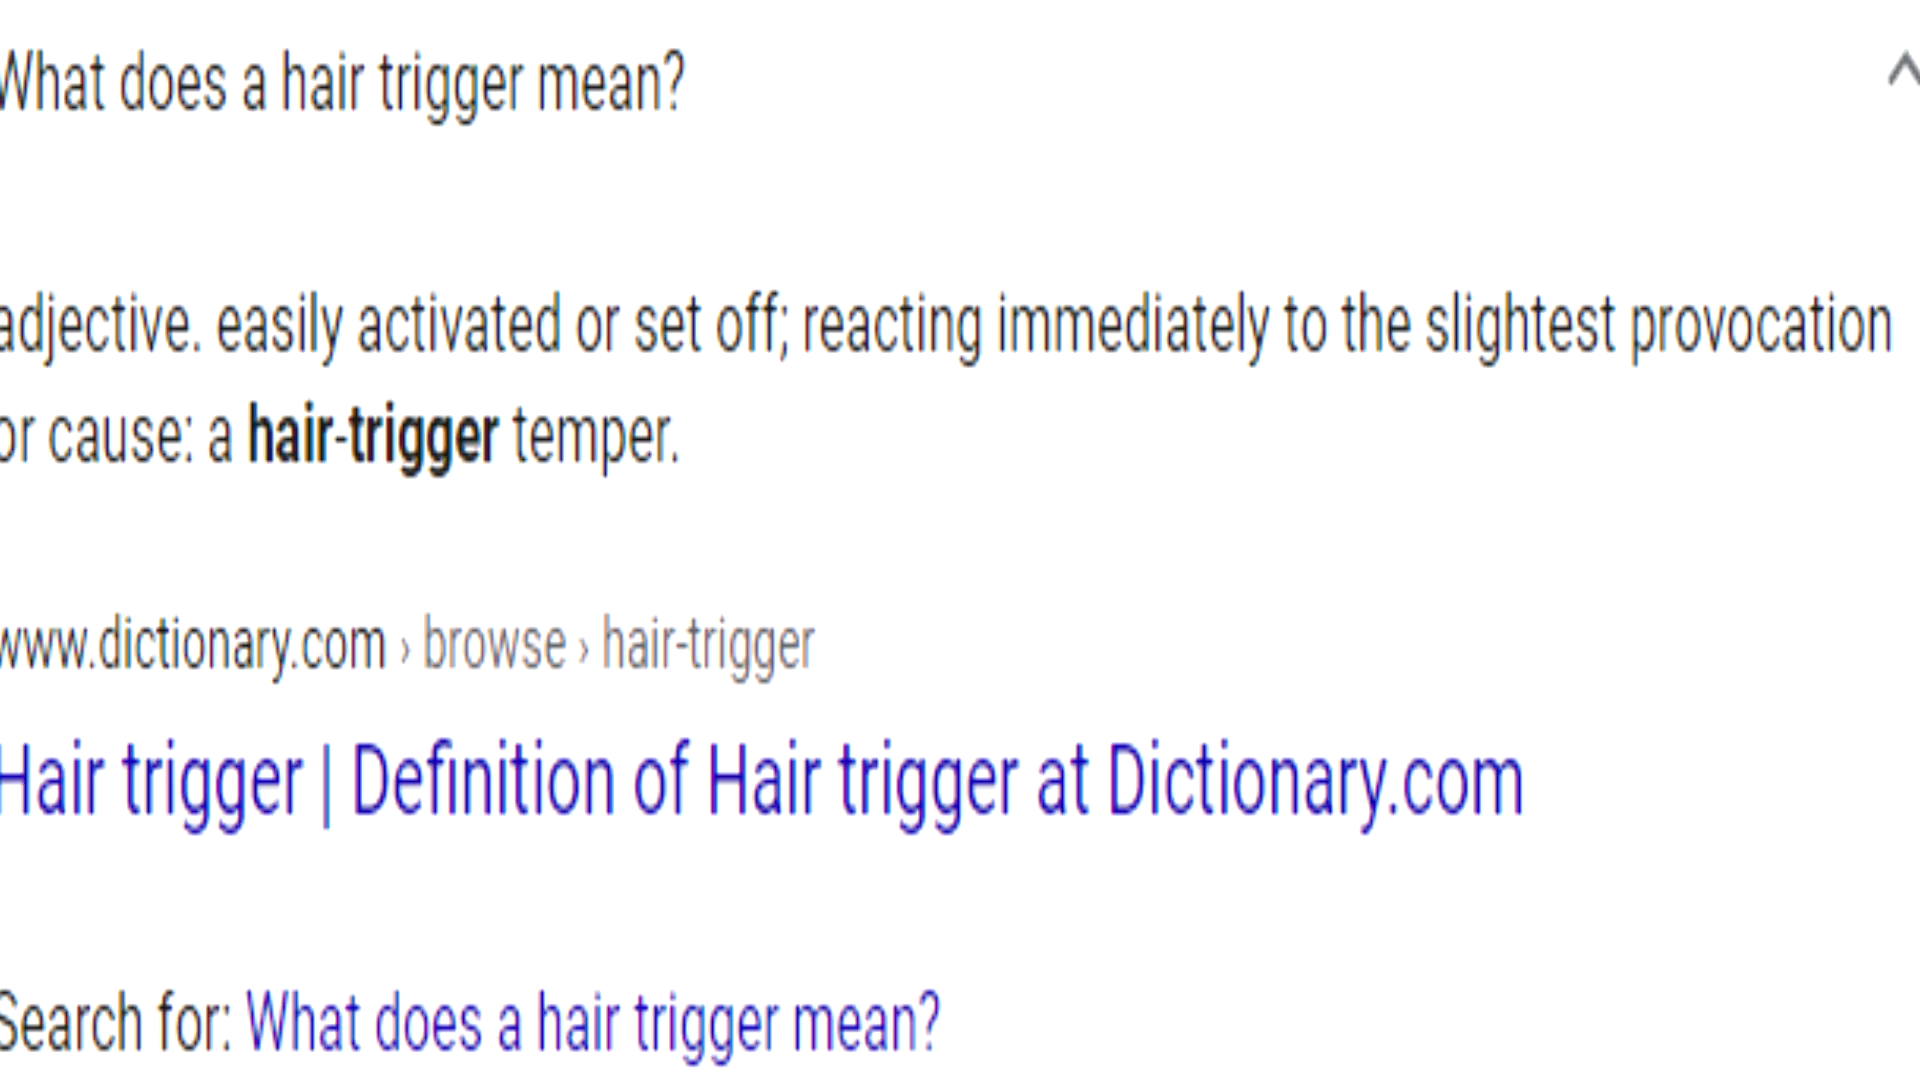 What does a hair trigger mean?
adjective. easily activated or set off; reacting immediately to the slightest provocation
or cause: a hair-trigger temper.
www.dictionary.com › browse › hair-trigger
Hair trigger | Definition of Hair trigger at Dictionary.com
Search for: What does a hair trigger mean?